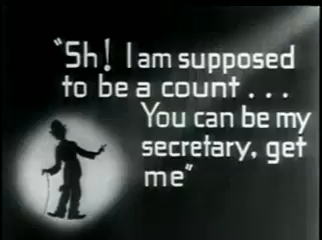 "Sh! I am supposed
to be a count . . .
You can be my
secretary, get
me"